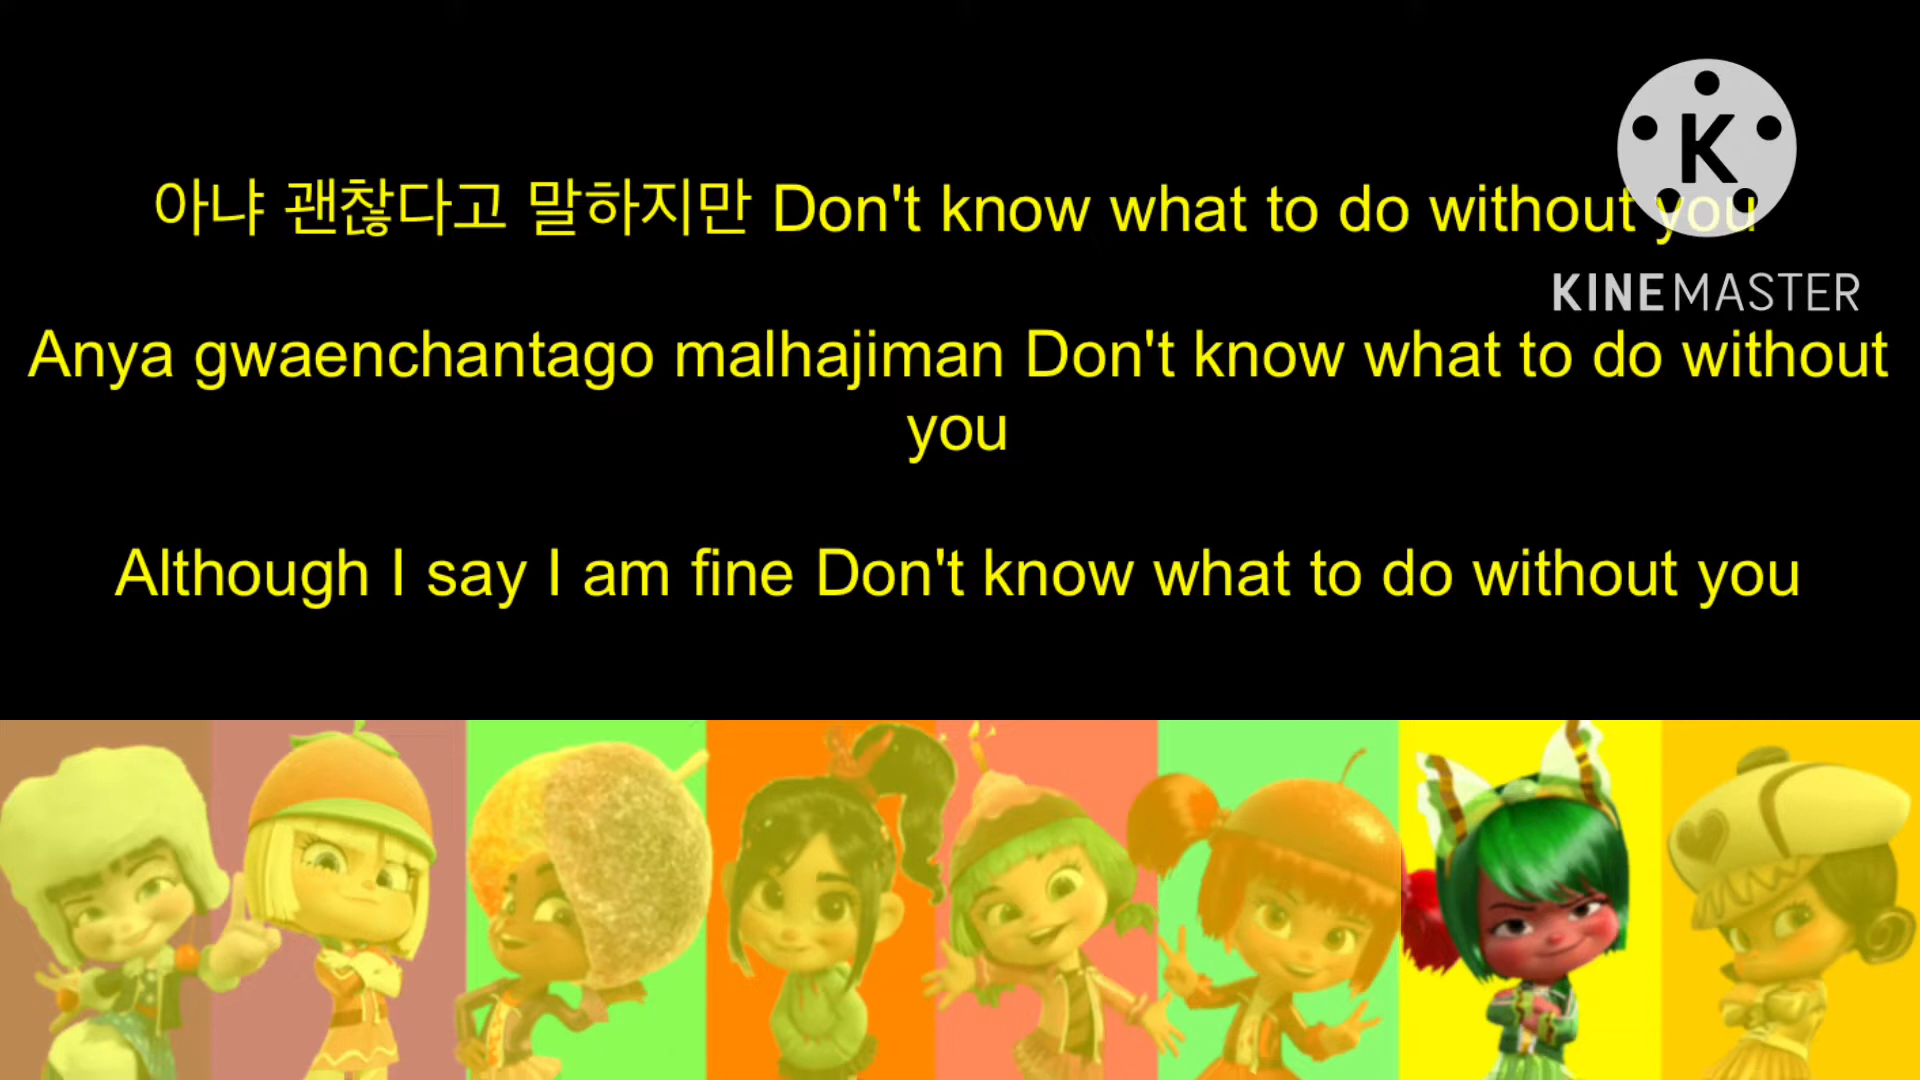 아냐 괜찮다고 말하지만 Don't know what to do without you
K
KINEMASTER
Anya gwaenchantago malhajiman Don't know what to do without
you
Although I say I am fine Don't know what to do without you